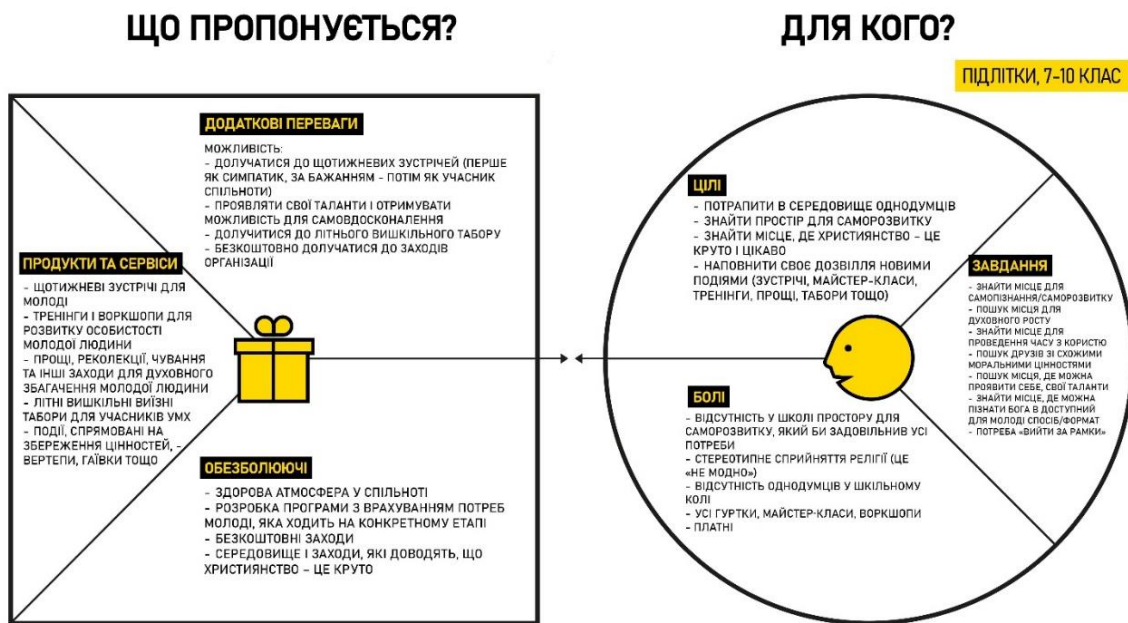 ЩО ПРОПОНУЄТЬСЯ?
ДОДАТКОВІ ПЕРЕВАГИ
МОЖЛИВІСТЬ:
- ДОЛУЧАТИСЯ ДО ЩОТИЖНЕВИХ ЗУСТРІЧЕЙ (ПЕРШЕ
ЯК СИМПАТИК, ЗА БАЖАННЯМ - ПОТІМ ЯК УЧАСНИК
СПІЛЬНОТИ)
- ПРОЯВЛЯТИ СВОЇ ТАЛАНТИ І ОТРИМУВАТИ
МОЖЛИВІСТЬ ДЛЯ САМОВДОСКОНАЛЕННЯ
- ДОЛУЧИТИСЯ ДО ЛІТНЬОГО ВИШКІЛЬНОГО ТАБОРУ
- БЕЗКОШТОВНО ДОЛУЧАТИСЯ ДО ЗАХОДІВ
ОРГАНІЗАЦІЇ
ПРОДУКТИ ТА СЕРВІСИ
- ЩОТИЖНЕВІ ЗУСТРІЧІ ДЛЯ
МОЛОДІ
- ТРЕНІНГИ І ВОРКШОПИ ДЛЯ
РОЗВИТКУ ОСОБИСТОСТІ
МОЛОДОЇ ЛЮДИНИ
- ПРОЩІ, РЕКОЛЕКЦІЇ, ЧУВАННЯ
ТА ІНШІ ЗАХОДИ ДЛЯ ДУХОВНОГО
ЗБАГАЧЕННЯ МОЛОДОЇ ЛЮДИНИ
- ЛІТНІ ВИШКІЛЬНІ ВИЇЗНІ
ТАБОРИ ДЛЯ УЧАСНИКІВ УМХ
- ПОДІЇ, СПРЯМОВАНІ НА
ЗБЕРЕЖЕННЯ ЦІННОСТЕЙ, -
ВЕРТЕПИ, ГАЇВКИ ТОЩО
ОБЕЗБОЛЮЮЧІ
- ЗДОРОВА АТМОСФЕРА У СПІЛЬНОТІ
- РОЗРОБКА ПРОГРАМИ З ВРАХУВАННЯМ ПОТРЕБ
МОЛОДІ, ЯКА ХОДИТЬ НА КОНКРЕТНОМУ ЕТАПІ
- БЕЗКОШТОВНІ ЗАХОДИ
- СЕРЕДОВИЩЕ І ЗАХОДИ, ЯКІ ДОВОДЯТЬ, ЩО
ХРИСТИЯНСТВО – ЦЕ КРУТО
ДЛЯ КОГО?
ПІДЛІТКИ, 7-10 КЛАС
ЦІЛІ
- ПОТРАПИТИ В СЕРЕДОВИЩЕ ОДНОДУМЦІВ
- ЗНАЙТИ ПРОСТІР ДЛЯ САМОРОЗВИТКУ
- ЗНАЙТИ МІСЦЕ, ДЕ ХРИСТИЯНСТВО – ЦЕ
КРУТО І ЦІКАВО
- НАПОВНИТИ СВОЄ ДОЗВІЛЛЯ НОВИМИ
ПОДІЯМИ (ЗУСТРІЧІ, МАЙСТЕР-КЛАСИ,
ТРЕНІНГИ, ПРОЩІ, ТАБОРИ ТОЩО)
ЗАВДАННЯ
- ЗНАЙТИ МІСЦЕ ДЛЯ
САМОПІЗНАННЯ/САМОРОЗВИТКУ
- ПОШУК МІСЦЯ ДЛЯ
ДУХОВНОГО РОСТУ
- ЗНАЙТИ МІСЦЕ ДЛЯ
ПРОВЕДЕННЯ ЧАСУ З КОРИСТЮ
- ПОШУК ДРУЗІВ ЗІ СХОЖИМИ
МОРАЛЬНИМИ ЦІННОСТЯМИ
- ПОШУК МІСЦЯ, ДЕ МОЖНА
ПРОЯВИТИ СЕБЕ, СВОЇ ТАЛАНТИ
- ЗНАЙТИ МІСЦЕ, ДЕ МОЖНА
ПІЗНАТИ БОГА В ДОСТУПНИЙ
ДЛЯ МОЛОДІ СПОСІБ/ФОРМАТ
- ПОТРЕБА «ВИЙТИ ЗА РАМКИ»
БОЛІ
- ВІДСУТНІСТЬ У ШКОЛІ ПРОСТОРУ ДЛЯ
САМОРОЗВИТКУ, ЯКИЙ БИ ЗАДОВІЛЬНИВ УСІ
ПОТРЕБИ
- СТЕРЕОТИПНЕ СПРИЙНЯТТЯ РЕЛІГІЇ (ЦЕ
«НЕ МОДНО»)
- ВІДСУТНІСТЬ ОДНОДУМЦІВ У ШКІЛЬНОМУ
КОЛІ
- УСІ ГУРТКИ, МАЙСТЕР-КЛАСИ, ВОРКШОПИ
- ПЛАТНІ